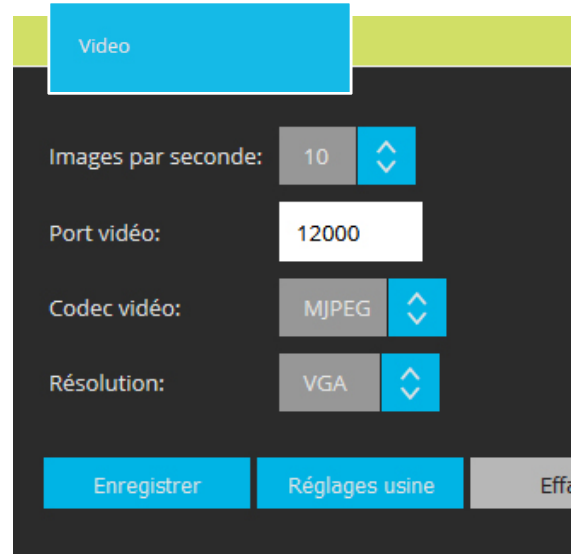 Video
Images par seconde: 10
Port vidéo: 12000
Codec vidéo: MJPEG
Résolution: VGA
Enregistrer Réglages usine